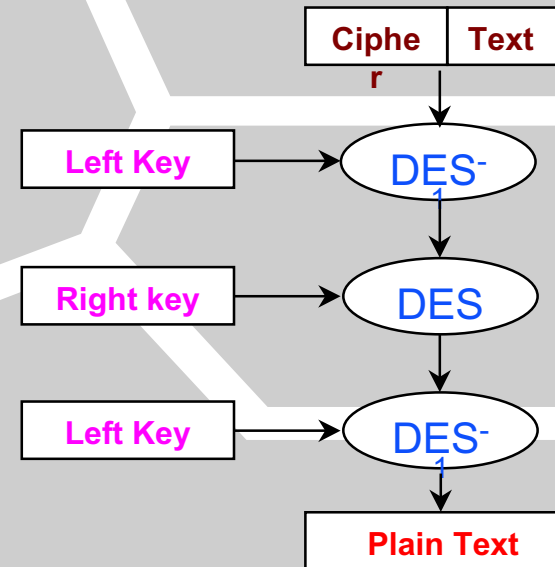 Ciphe Text
r
Left Key
DES-
1
Right key
DES
Left Key
DES-
1
Plain Text